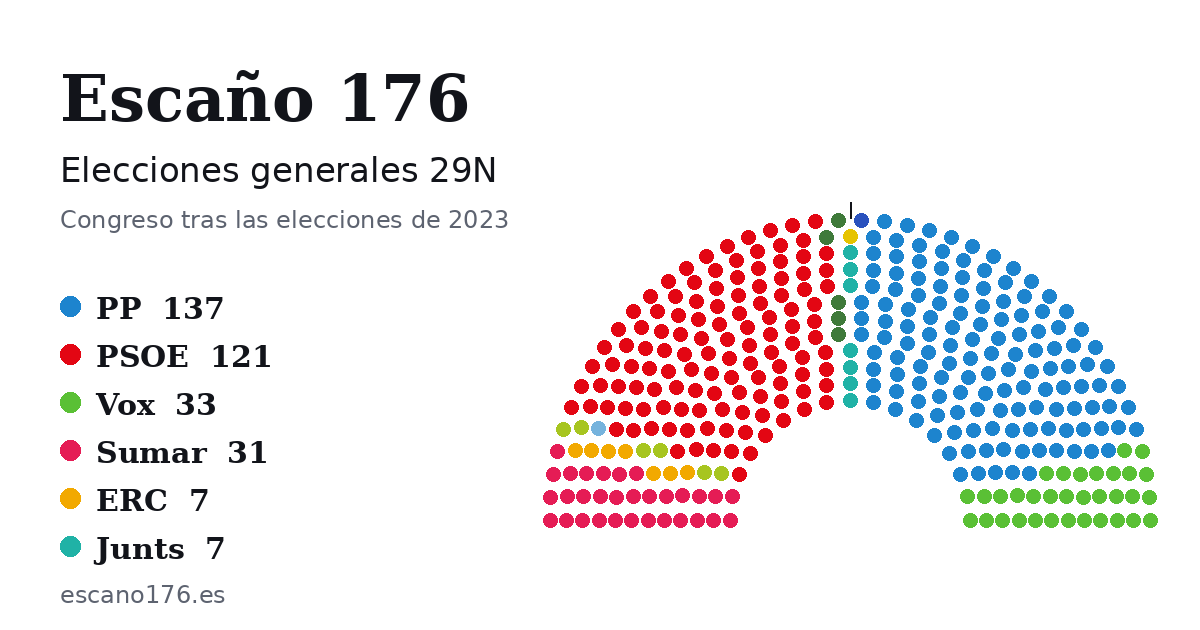 Escaño 176
Elecciones generales 29N
Congreso tras las elecciones de 2023
PP 137
PSOE 121
Vox 33
Sumar 31
ERC 7
Junts 7
escano176.es